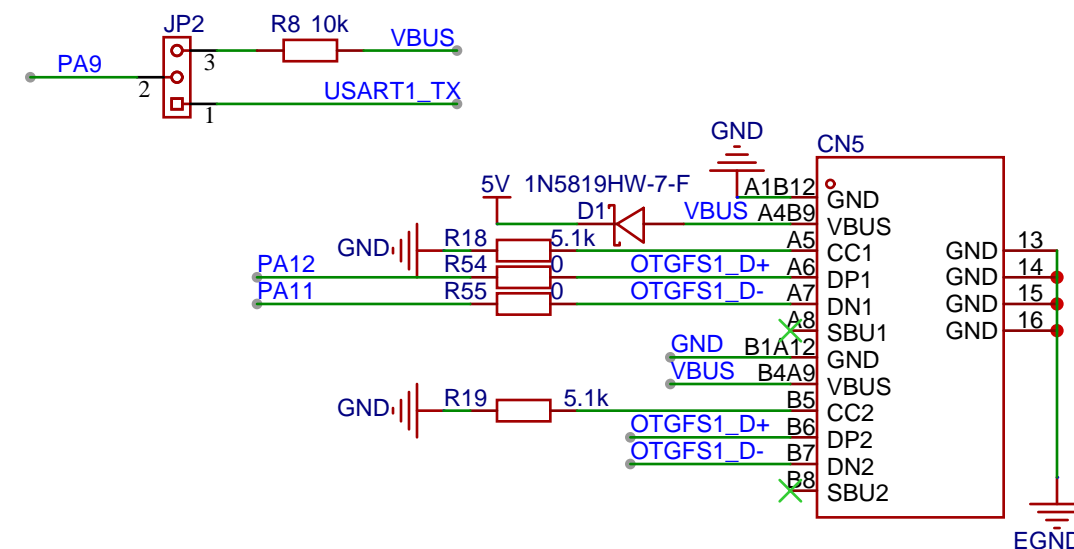 JP2
R8 10k
VBUS
3
PA9
2
USART1_TX
1
GND
CN5
5V 1N5819HW-7-F
A1B12
GND
D1
VBUS A4B9
VBUS
GND
R18
5.1k
A5
CC1
GND
13
PA12
R54
0
OTGFS1_D+
A6
DP1
GND
14
PA11
R55
0
OTGFS1_D-
A7
DN1
GND
15
A8
SBU1
GND
16
GND
B1A12
GND
VBUS
B4A9
VBUS
GND
R19
5.1k
B5
CC2
OTGFS1_D+
B6
DP2
OTGFS1_D-
B7
DN2
B8
SBU2
EGND